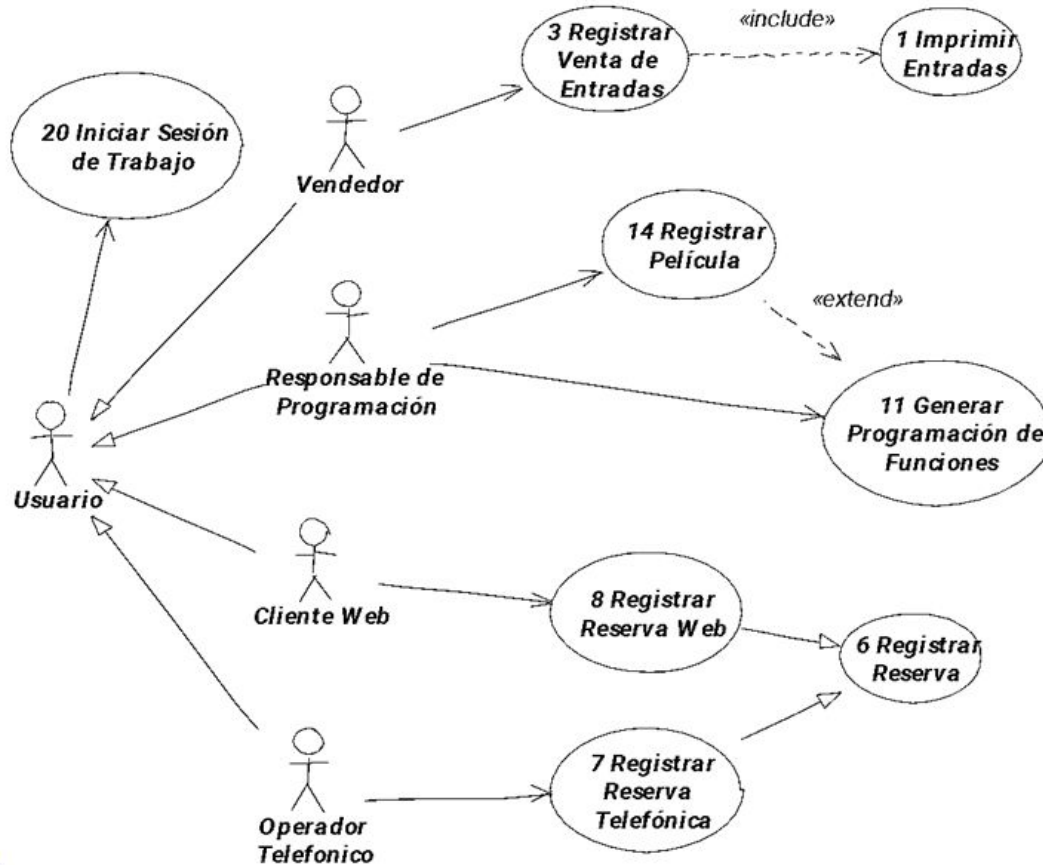 «include»
3 Registrar
Venta de
Entradas
1 Imprimir
Entradas
20 Iniciar Sesión
de Trabajo
Vendedor
14 Registrar
Película
«extend»
Responsable de
Programación
11 Generar
Programación de
Funciones
Usuario
Cliente Web
8 Registrar
Reserva Web
6 Registrar
Reserva
7 Registrar
Reserva
Telefónica
Operador
Telefonico